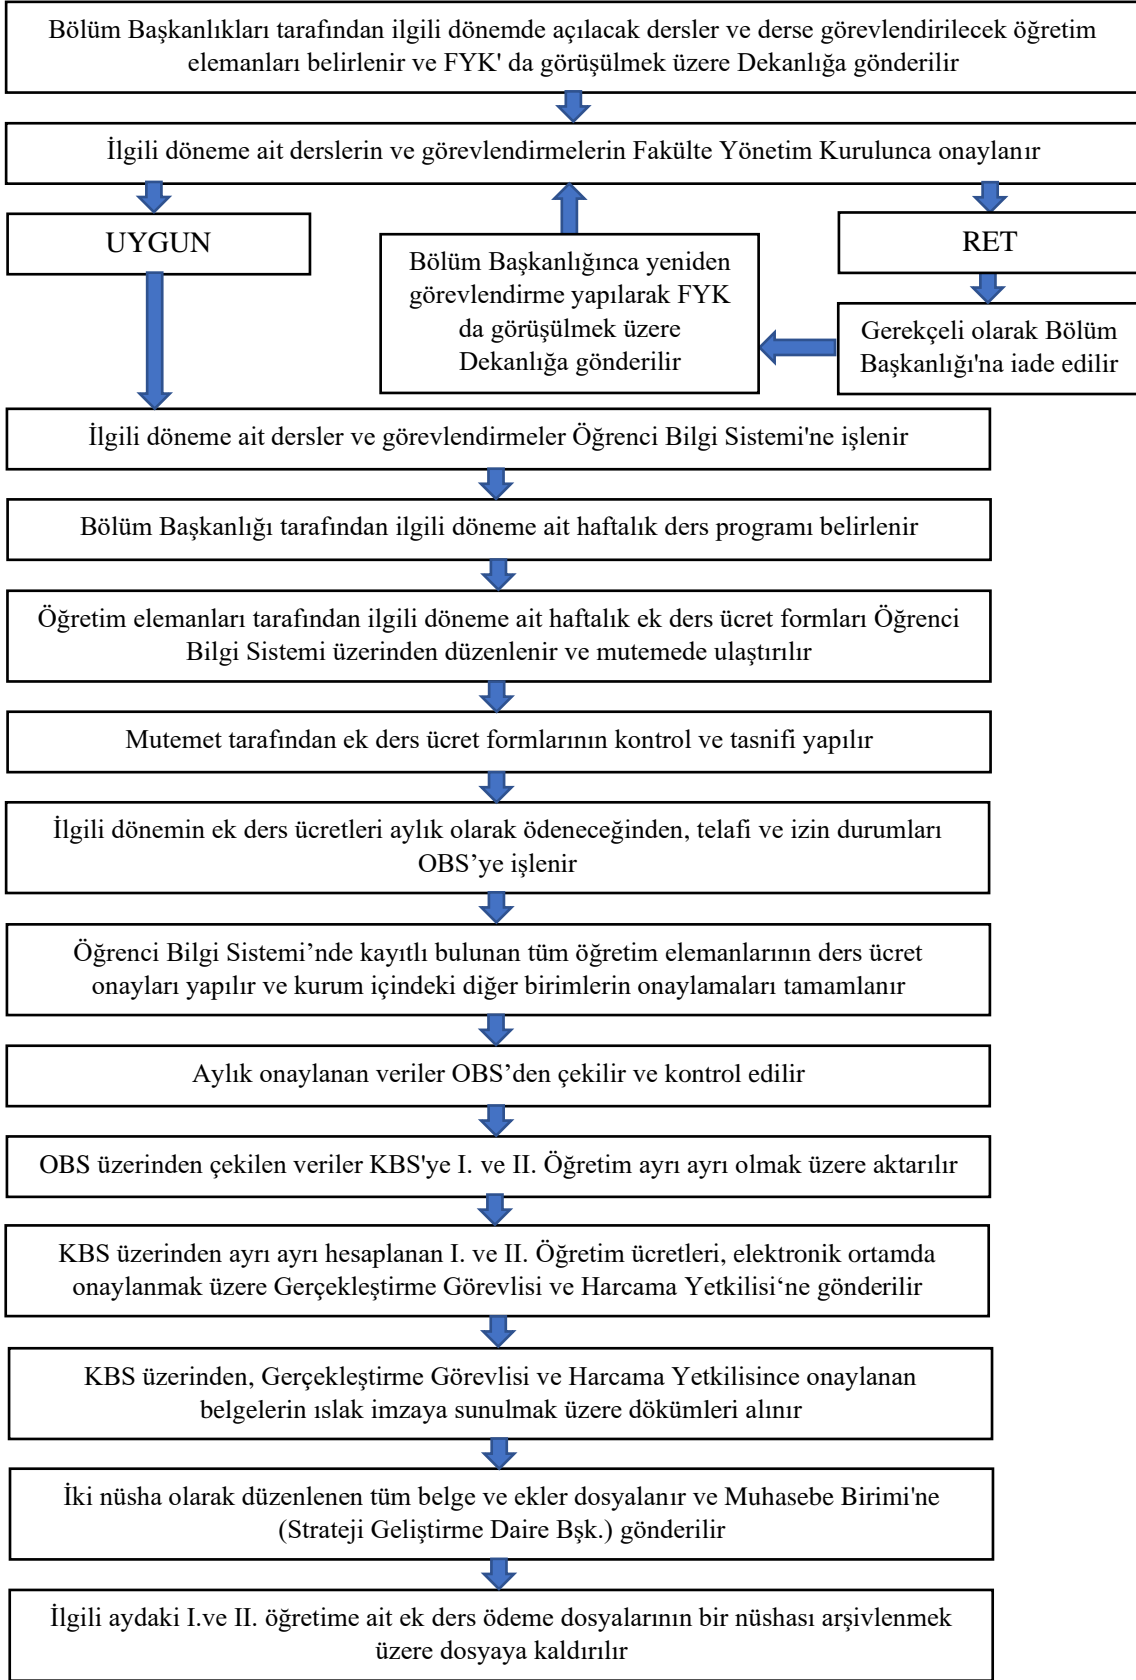 Bölüm Başkanlıkları tarafından ilgili dönemde açılacak dersler ve derse görevlendirilecek öğretim
elemanları belirlenir ve FYK' da görüşülmek üzere Dekanlığa gönderilir
İlgili döneme ait derslerin ve görevlendirmelerin Fakülte Yönetim Kurulunca onaylanır
UYGUN
RET
Bölüm Başkanlığınca yeniden
görevlendirme yapılarak FYK
da görüşülmek üzere
Dekanlığa gönderilir
Gerekçeli olarak Bölüm
Başkanlığı'na iade edilir
İlgili döneme ait dersler ve görevlendirmeler Öğrenci Bilgi Sistemi'ne işlenir
Bölüm Başkanlığı tarafından ilgili döneme ait haftalık ders programı belirlenir
Öğretim elemanları tarafından ilgili döneme ait haftalık ek ders ücret formları Öğrenci
Bilgi Sistemi üzerinden düzenlenir ve mutemede ulaştırılır
Mutemet tarafından ek ders ücret formlarının kontrol ve tasnifi yapılır
İlgili dönemin ek ders ücretleri aylık olarak ödeneceğinden, telafi ve izin durumları
OBS’ye işlenir
Öğrenci Bilgi Sistemi’nde kayıtlı bulunan tüm öğretim elemanlarının ders ücret
onayları yapılır ve kurum içindeki diğer birimlerin onaylamaları tamamlanır
Aylık onaylanan veriler OBS’den çekilir ve kontrol edilir
OBS üzerinden çekilen veriler KBS'ye I. ve II. Öğretim ayrı ayrı olmak üzere aktarılır
KBS üzerinden ayrı ayrı hesaplanan I. ve II. Öğretim ücretleri, elektronik ortamda
onaylanmak üzere Gerçekleştirme Görevlisi ve Harcama Yetkilisi‘ne gönderilir
KBS üzerinden, Gerçekleştirme Görevlisi ve Harcama Yetkilisince onaylanan
belgelerin ıslak imzaya sunulmak üzere dökümleri alınır
İki nüsha olarak düzenlenen tüm belge ve ekler dosyalanır ve Muhasebe Birimi'ne
(Strateji Geliştirme Daire Bşk.) gönderilir
İlgili aydaki I.ve II. öğretime ait ek ders ödeme dosyalarının bir nüshası arşivlenmek
üzere dosyaya kaldırılır